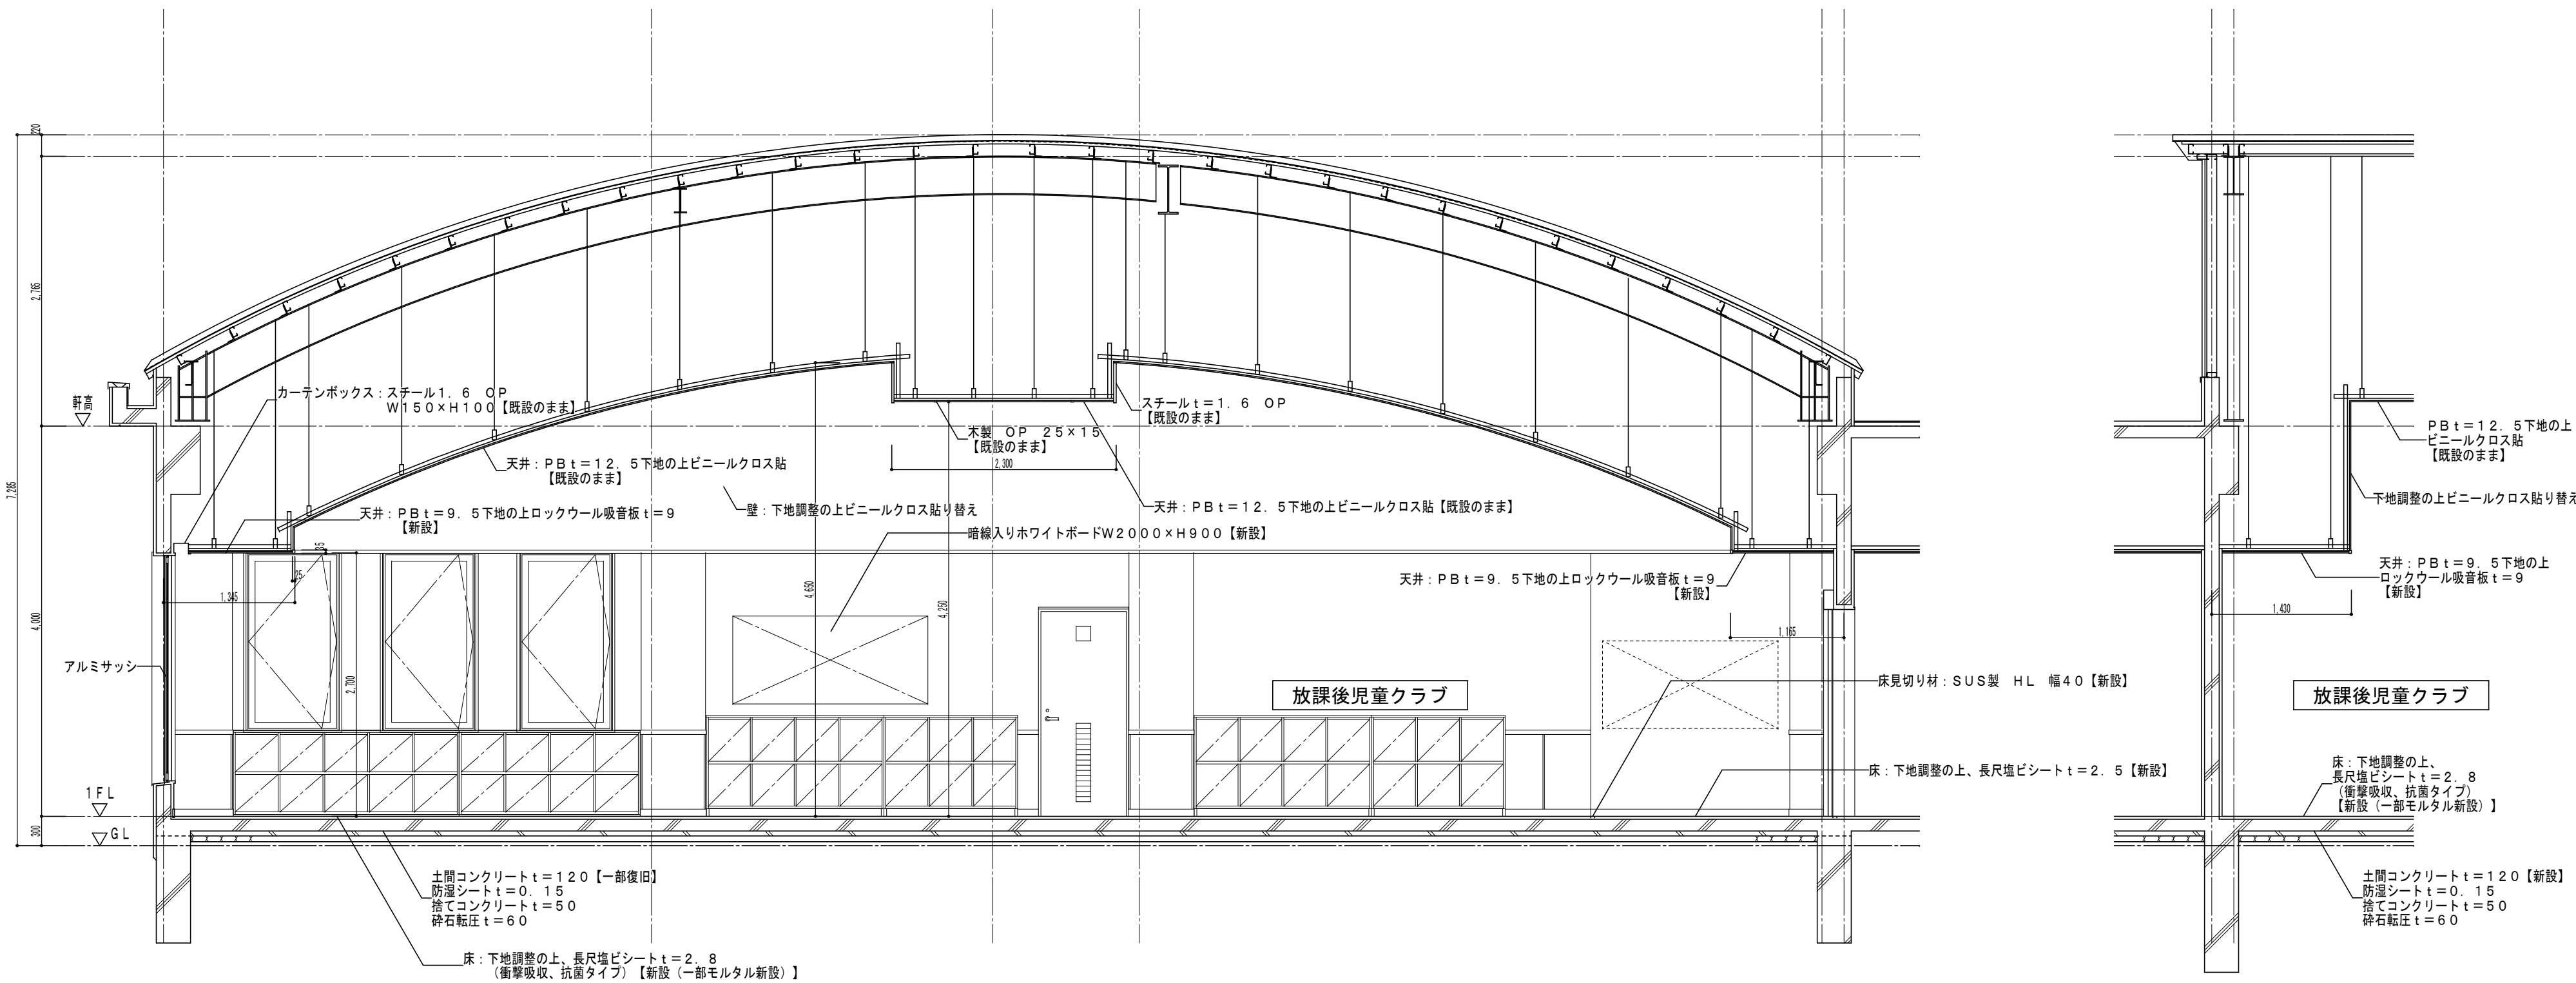 220
2,765
7,285
4,000
300
軒高
1FL
GL
カーテンボックス：スチール1.6 OP
W150×H100【既設のまま】
天井：PBt=12.5下地の上ビニールクロス貼
【既設のまま】
天井：PBt=9.5下地の上ロックウール吸音板t=9
【新設】
35
25
1,345
2,700
アルミサッシ
木製 OP 25×15
【既設のまま】
2,300
スチールt=1.6 OP
【既設のまま】
壁：下地調整の上ビニールクロス貼り替え
天井：PBt=12.5下地の上ビニールクロス貼【既設のまま】
暗線入りホワイトボードW2000×H900【新設】
4,650
4,250
天井：PBt=9.5下地の上ロックウール吸音板t=9
【新設】
1,165
放課後児童クラブ
床見切り材：SUS製 HL 幅40【新設】
床：下地調整の上、長尺塩ビシートt=2.5【新設】
土間コンクリートt=120【一部復旧】
防湿シートt=0.15
捨てコンクリートt=50
砕石転圧t=60
床：下地調整の上、長尺塩ビシートt=2.8
（衝撃吸収、抗菌タイプ）【新設（一部モルタル新設）】
PBt=12.5下地の上
ビニールクロス貼
【既設のまま】
下地調整の上ビニールクロス貼り替え
天井：PBt=9.5下地の上
ロックウール吸音板t=9
【新設】
1,430
放課後児童クラブ
床：下地調整の上、
長尺塩ビシートt=2.8
（衝撃吸収、抗菌タイプ）
【新設（一部モルタル新設）】
土間コンクリートt=120【新設】
防湿シートt=0.15
捨てコンクリートt=50
砕石転圧t=60